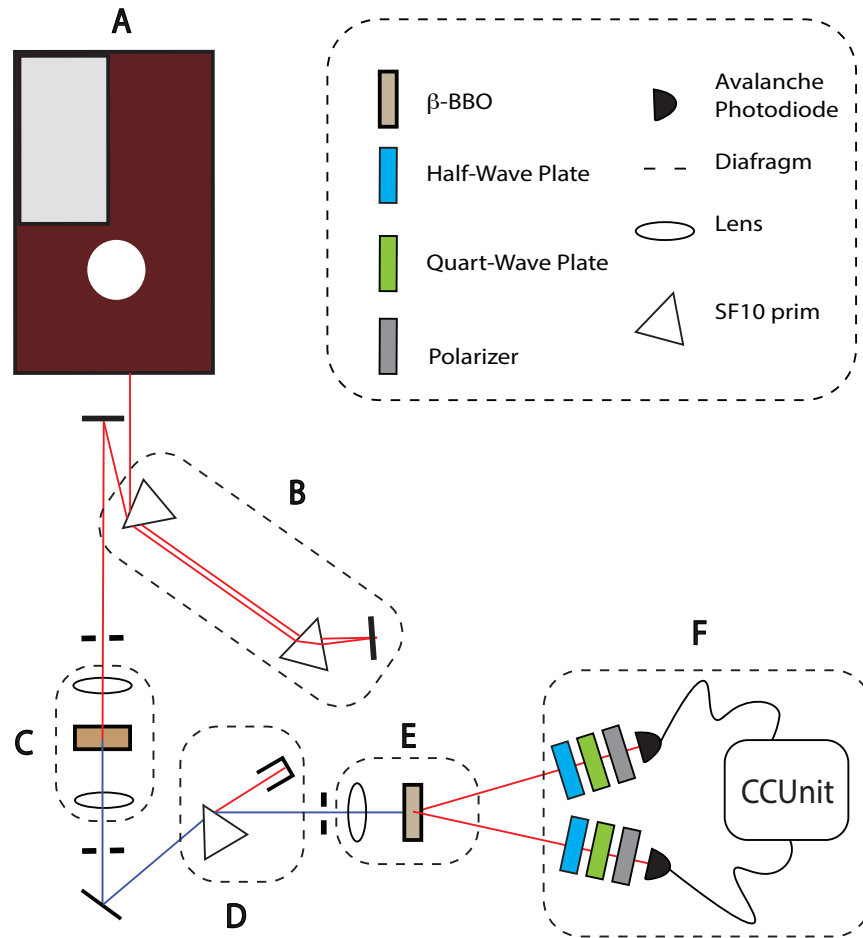 A
β-BBO
Half-Wave Plate
Quart-Wave Plate
Polarizer
Avalanche
Photodiode
Diafragm
Lens
SF10 prim
B
C
D
E
F
CCUnit